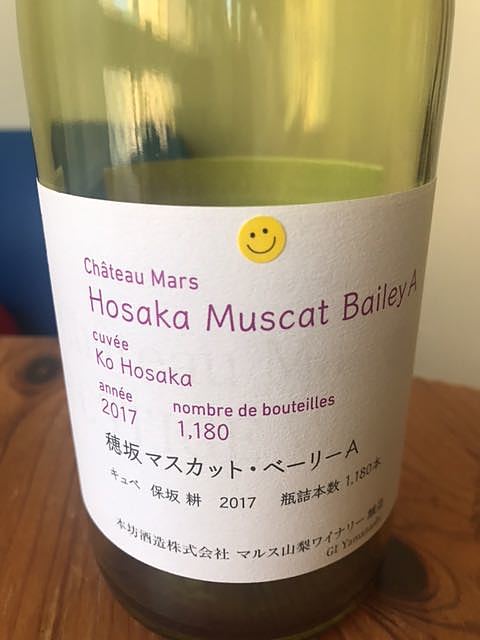 Château Mars
Hosaka Muscat Bailey A
cuvée
Ko Hosaka
année
2017
nombre de bouteilles
1,180
穂坂マスカット・ベーリーA
キュベ 保坂 耕 2017 瓶詰本数 1,180本
本坊酒造株式会社 マルス山梨ワイナリー 醸造
GI Yamanashi